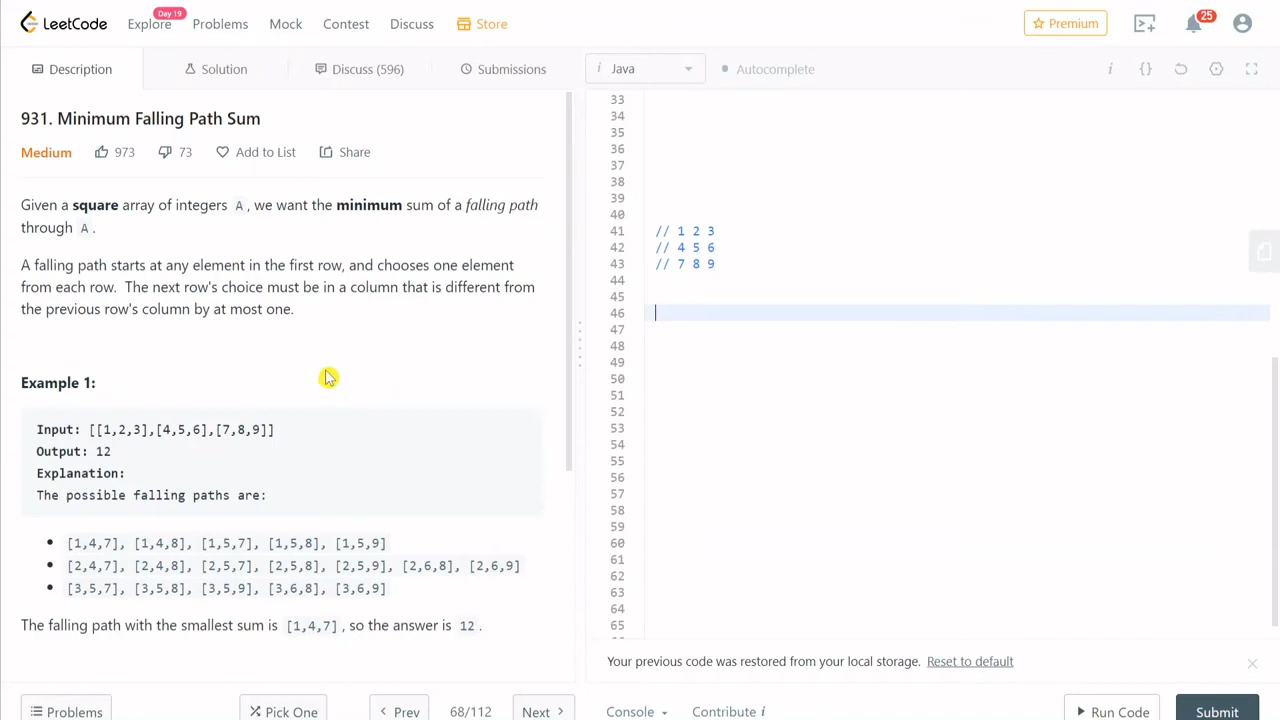 LeetCode
Explore
Day 19
Problems
Mock
Contest
Discuss
Store
Premium
25
Description
Solution
Discuss (596)
Submissions
i Java
Autocomplete
i {}
931. Minimum Falling Path Sum
Medium 973 73 Add to List Share
Given a square array of integers A, we want the minimum sum of a falling path
through A.
A falling path starts at any element in the first row, and chooses one element
from each row. The next row's choice must be in a column that is different from
the previous row's column by at most one.
Example 1:
Input: [[1,2,3],[4,5,6],[7,8,9]]
Output: 12
Explanation:
The possible falling paths are:
[1,4,7], [1,4,8], [1,5,7], [1,5,8], [1,5,9]
[2,4,7], [2,4,8], [2,5,7], [2,5,8], [2,5,9], [2,6,8], [2,6,9]
[3,5,7], [3,5,8], [3,5,9], [3,6,8], [3,6,9]
The falling path with the smallest sum is [1,4,7], so the answer is 12.
Problems
Pick One
< Prev
68/112
Next >
33
34
35
36
37
38
39
40
41 // 1 2 3
42 // 4 5 6
43 // 7 8 9
44
45
46
47
48
49
50
51
52
53
54
55
56
57
58
59
60
61
62
63
64
65
Your previous code was restored from your local storage. Reset to default
Console
Contribute i
Run Code
Submit